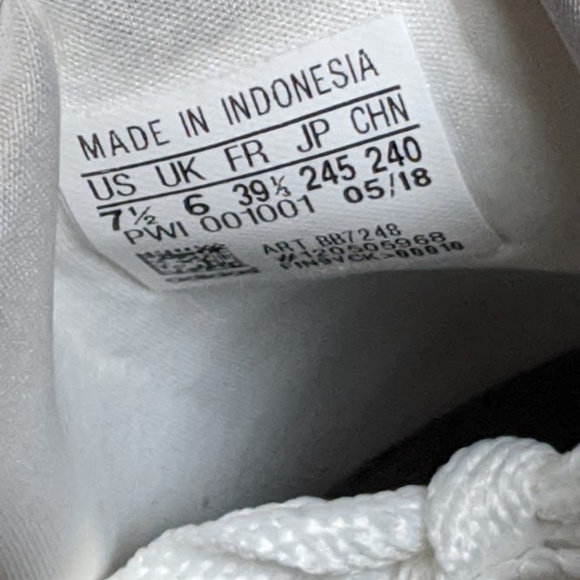 MADE IN INDONESIA
US UK FR JP CHN
7½ 6 39⅓ 245 240
PWI 001001 05/18
ART BB7248